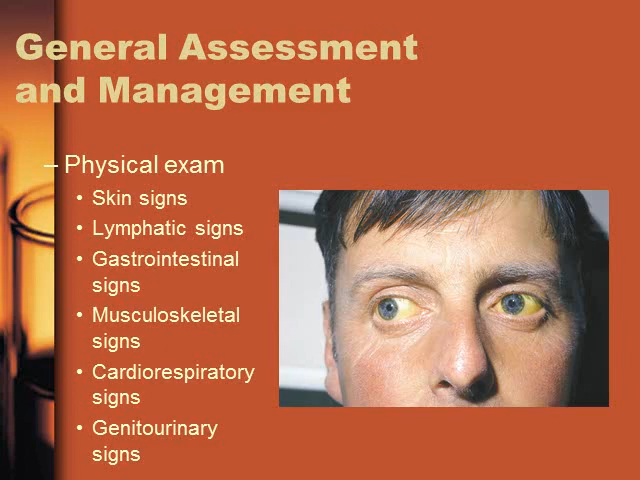 General Assessment
and Management
– Physical exam
• Skin signs
• Lymphatic signs
• Gastrointestinal
signs
• Musculoskeletal
signs
• Cardiorespiratory
signs
• Genitourinary
signs